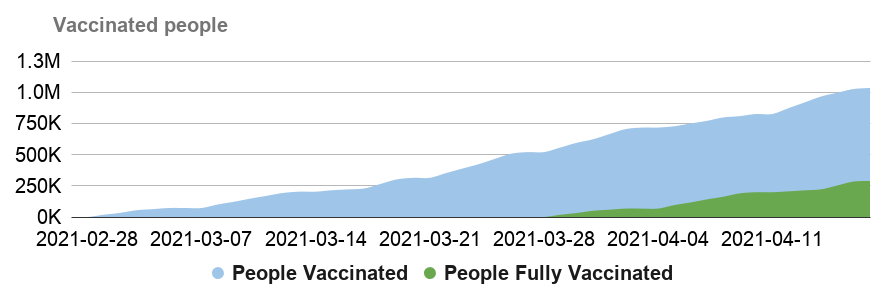 Vaccinated people
1.3M
1.0M
750K
500K
250K
0K
2021-02-28 2021-03-07 2021-03-14 2021-03-21 2021-03-28 2021-04-04 2021-04-11
People Vaccinated People Fully Vaccinated